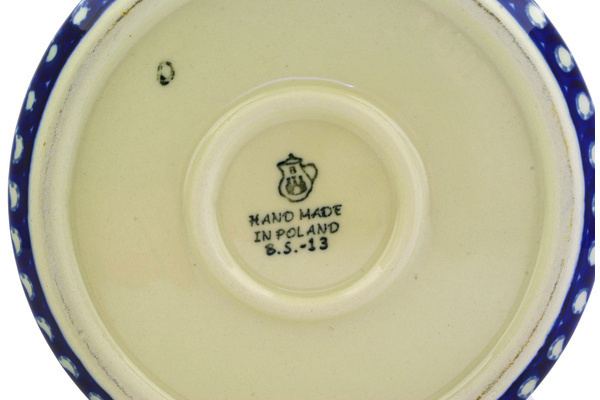 HAND MADE
IN POLAND
B.S.-13